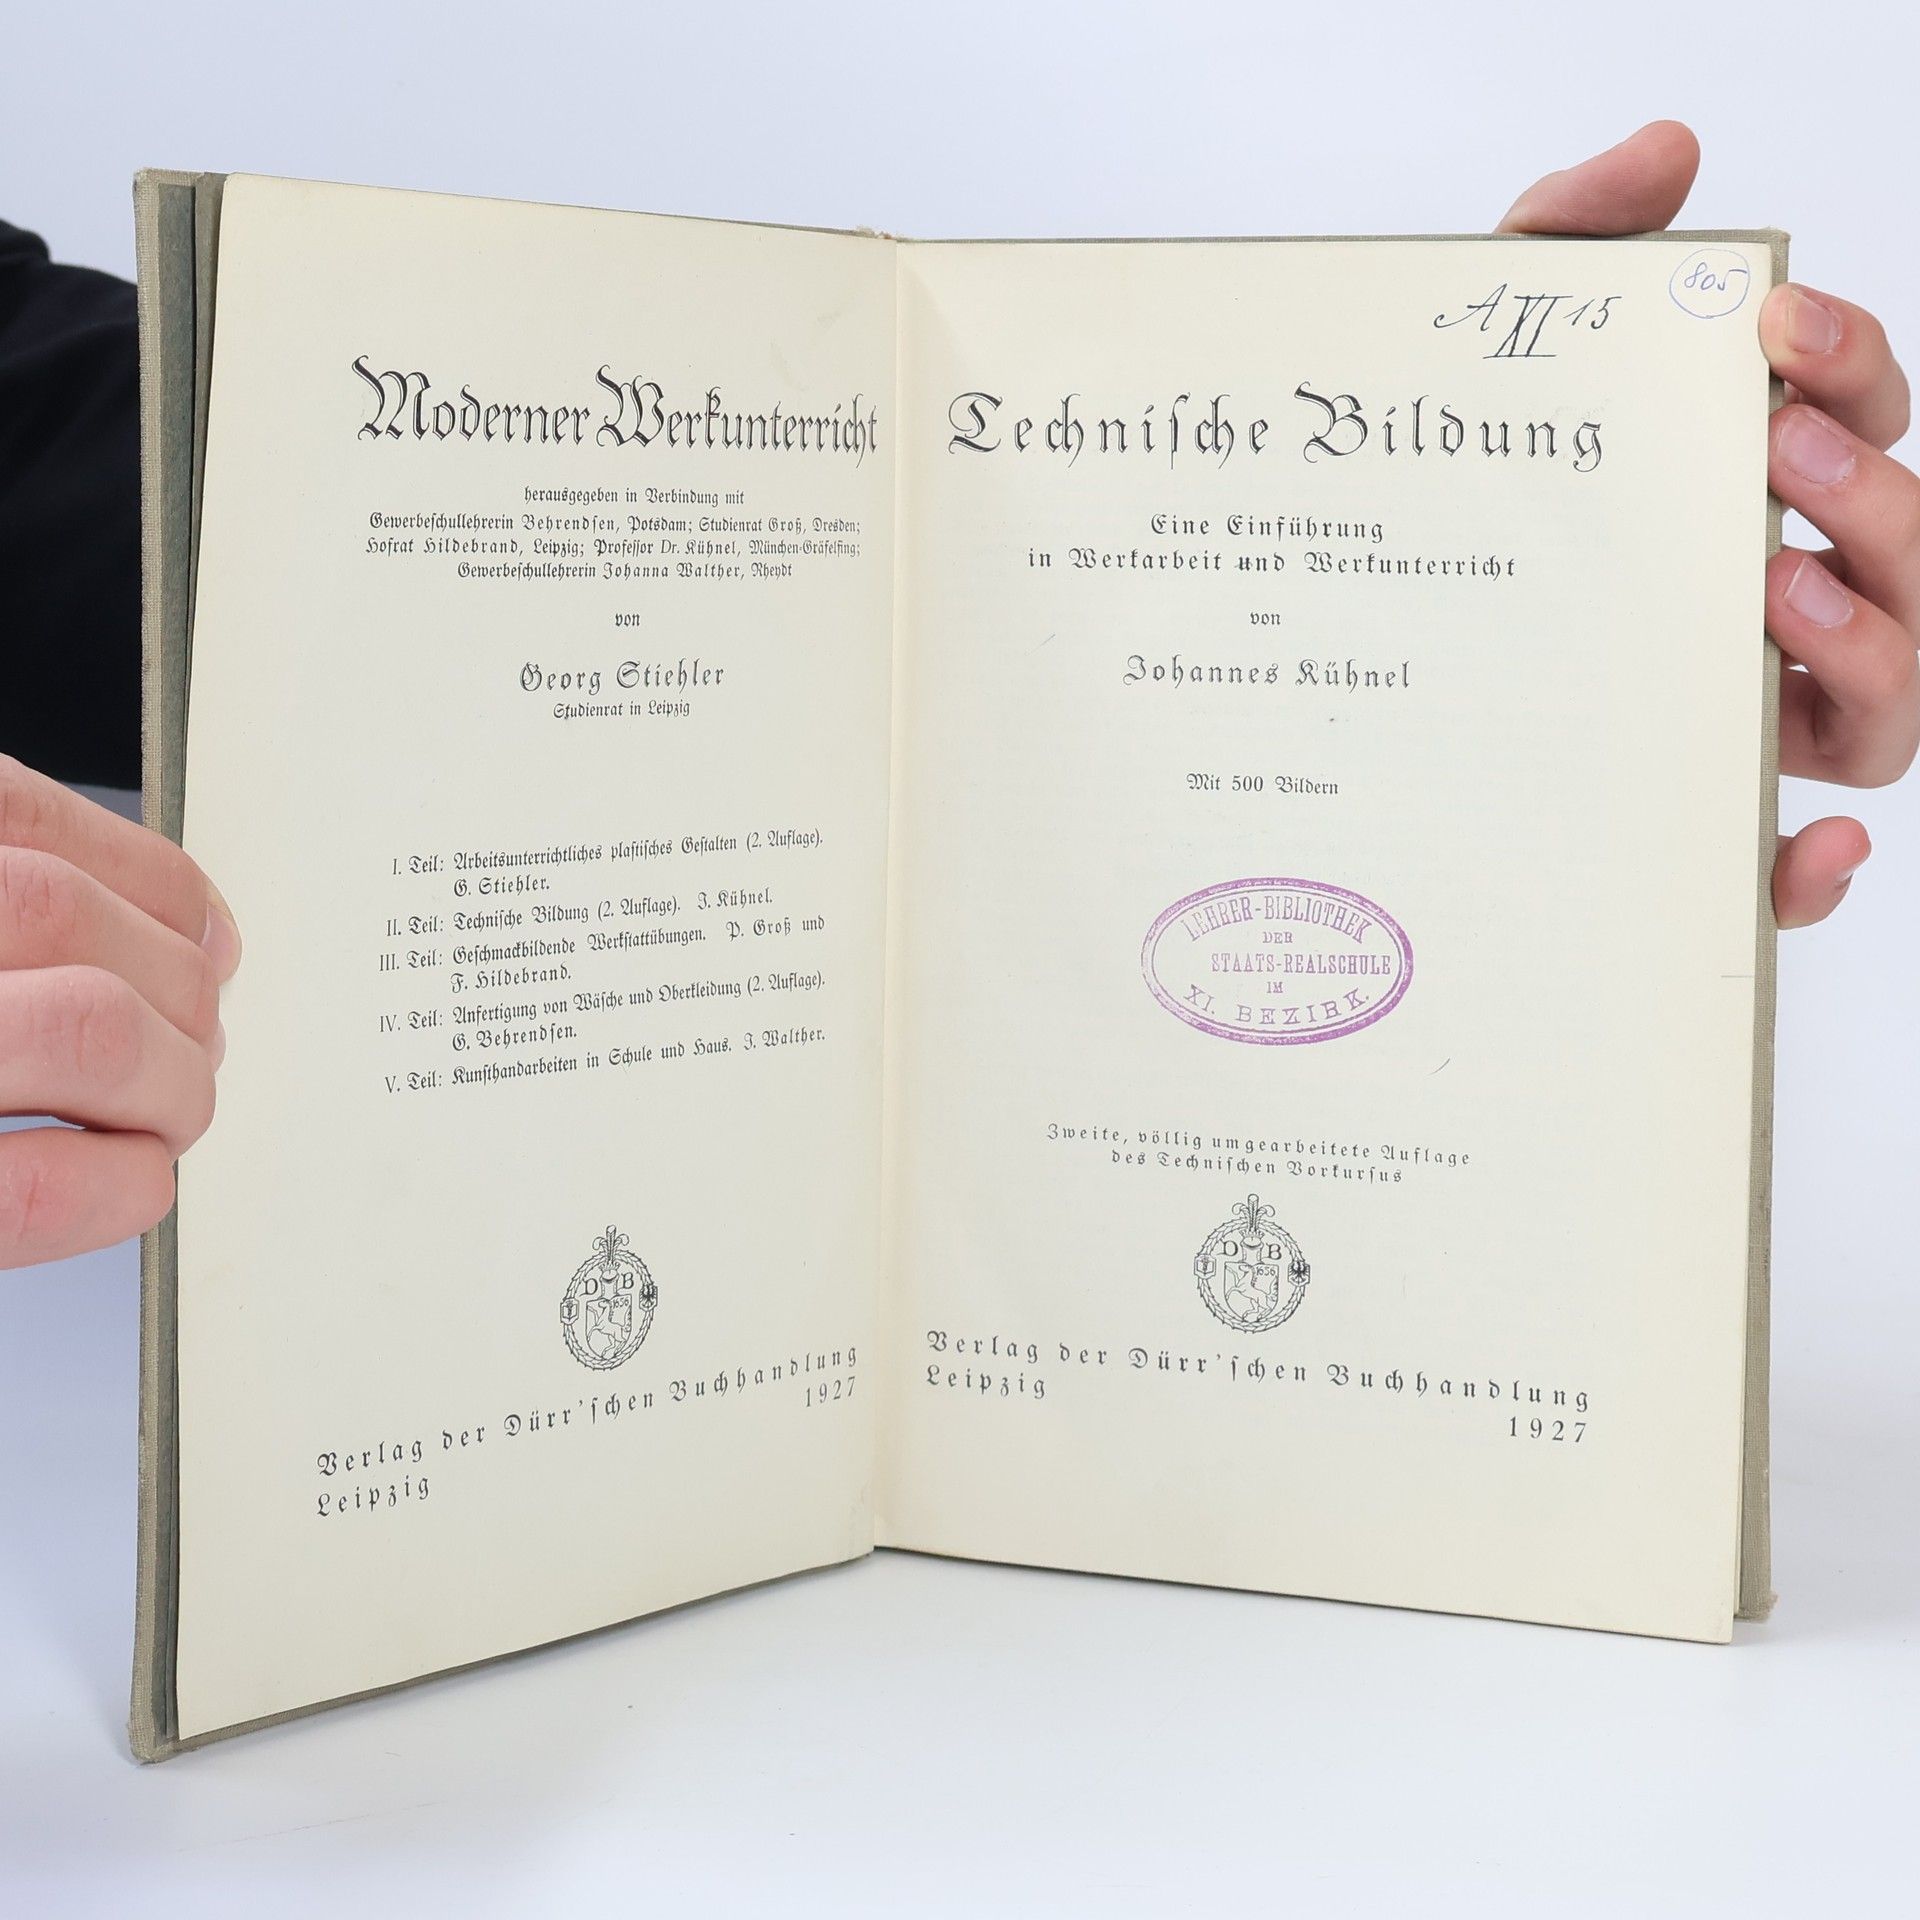 Moderner Werkunterricht
herausgegeben in Verbindung mit
Gewerbeſchullehrerin Behrendſen, Potsdam; Studienrat Groß, Dresden;
Hofrat Hildebrand, Leipzig; Profeſſor Dr. Kühnel, München-Gräfelfing;
Gewerbeſchullehrerin Johanna Walther, Rheydt
von
Georg Stiehler
Studienrat in Leipzig
I. Teil: Arbeitsunterrichtliches plaſtiſches Geſtalten (2. Auflage).
G. Stiehler.
II. Teil: Techniſche Bildung (2. Auflage). J. Kühnel.
III. Teil: Geſchmackbildende Werkſtattübungen. P. Groß und
F. Hildebrand.
IV. Teil: Anfertigung von Wäſche und Oberkleidung (2. Auflage).
G. Behrendſen.
V. Teil: Kunſthandarbeiten in Schule und Haus. J. Walther.
D B
1656
Verlag der Dürr'ſchen Buchhandlung
Leipzig 1927
805
A XI 15
Techniſche Bildung
Eine Einführung
in Werkarbeit und Werkunterricht
von
Johannes Kühnel
Mit 500 Bildern
LEHRER-BIBLIOTHEK
DER
STAATS-REALSCHULE
IM
XI. BEZIRK.
Zweite, völlig umgearbeitete Auflage
des Techniſchen Vorkurſus
D B
1656
Verlag der Dürr'ſchen Buchhandlung
Leipzig 1927